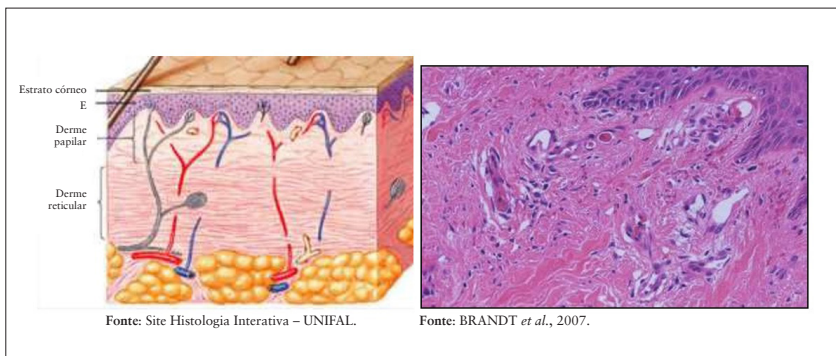 Estrato córneo
E
Derme
papilar
Derme
reticular
Fonte: Site Histologia Interativa – UNIFAL.
Fonte: BRANDT et al., 2007.